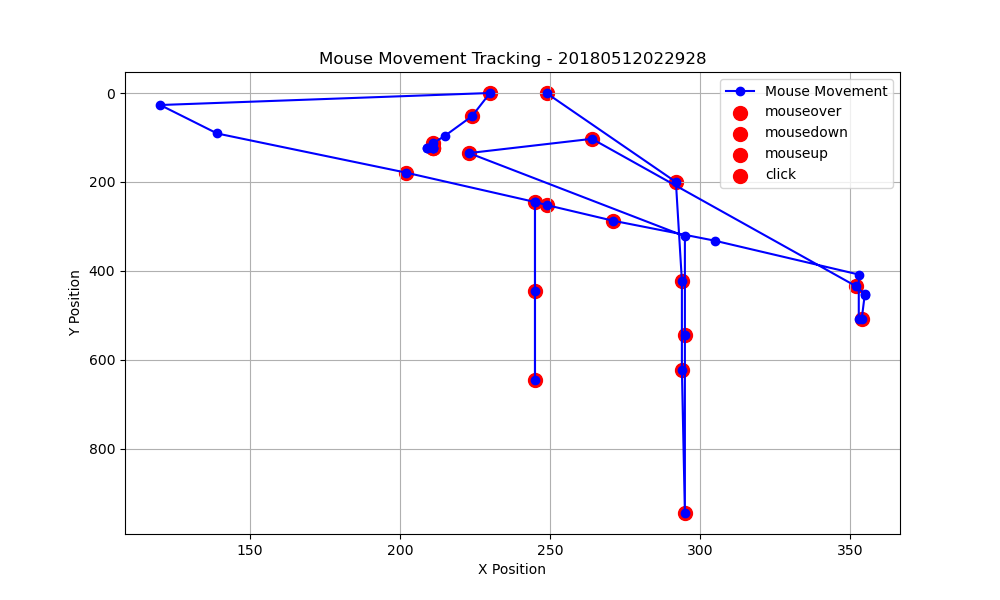 Mouse Movement Tracking - 20180512022928
Mouse Movement
mouseover
mousedown
mouseup
click
0
200
400
600
800
Y Position
150
200
250
300
350
X Position